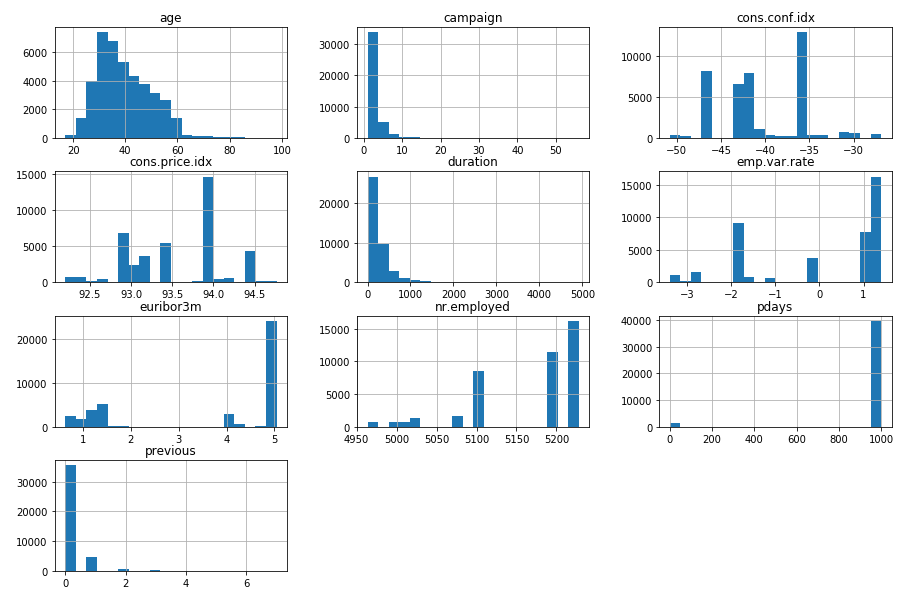 age
6000
4000
2000
0
20 40 60 80 100
campaign
30000
20000
10000
0
0 10 20 30 40 50
cons.conf.idx
10000
5000
0
−50 −45 −40 −35 −30
cons.price.idx
15000
10000
5000
0
92.5 93.0 93.5 94.0 94.5
duration
20000
10000
0
0 1000 2000 3000 4000 5000
emp.var.rate
15000
10000
5000
0
−3 −2 −1 0 1
euribor3m
20000
10000
0
1 2 3 4 5
nr.employed
15000
10000
5000
0
4950 5000 5050 5100 5150 5200
pdays
40000
30000
20000
10000
0
0 200 400 600 800 1000
previous
30000
20000
10000
0
0 2 4 6